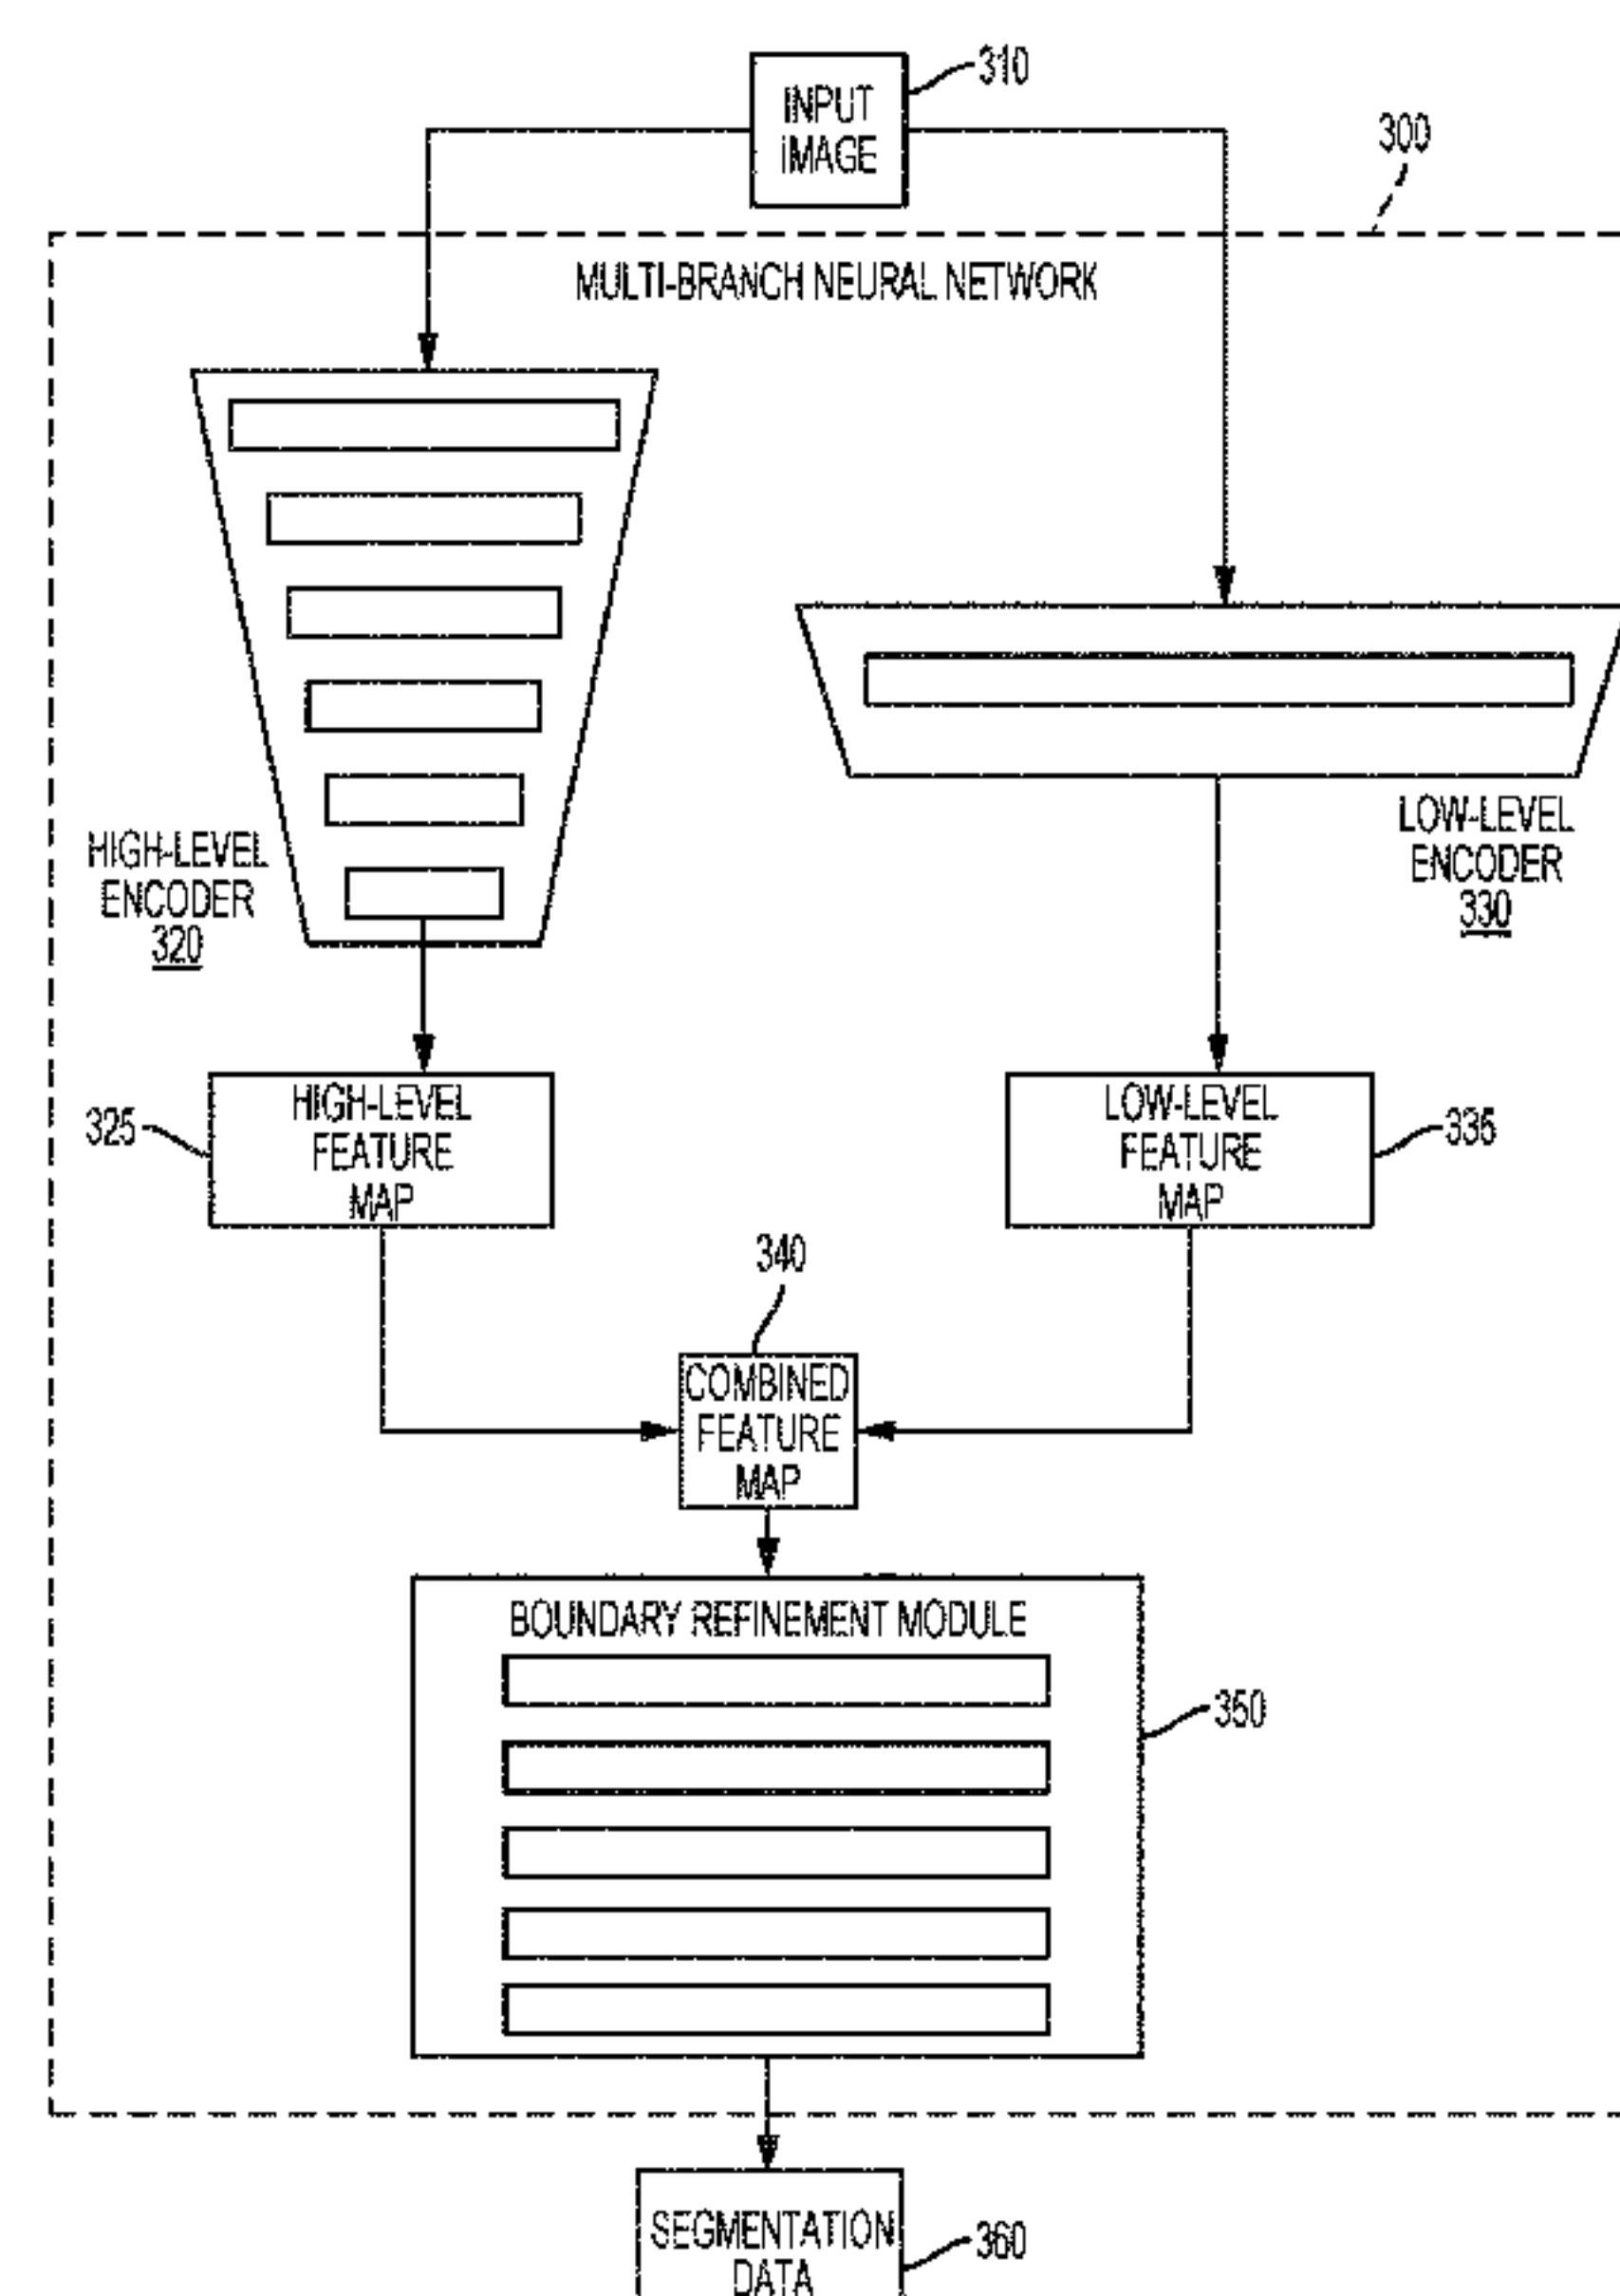 INPUT
IMAGE
310
300
MULTI-BRANCH NEURAL NETWORK
HIGH-LEVEL
ENCODER
320
LOW-LEVEL
ENCODER
330
325
HIGH-LEVEL
FEATURE
MAP
LOW-LEVEL
FEATURE
MAP
335
340
COMBINED
FEATURE
MAP
BOUNDARY REFINEMENT MODULE
350
SEGMENTATION
DATA
360